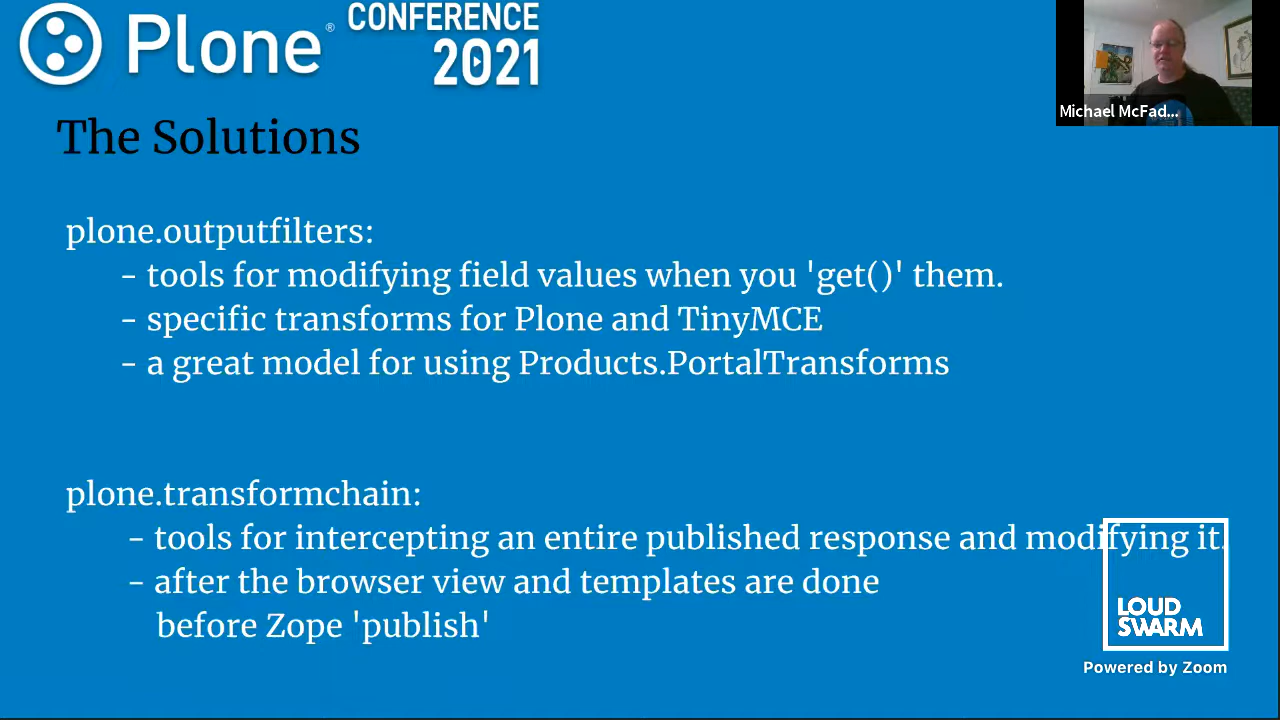 Plone® CONFERENCE
2021
Michael McFad...
The Solutions
plone.outputfilters:
- tools for modifying field values when you 'get()' them.
- specific transforms for Plone and TinyMCE
- a great model for using Products.PortalTransforms
plone.transformchain:
- tools for intercepting an entire published response and modifying it.
- after the browser view and templates are done
before Zope 'publish'
LOUD
SWARM
Powered by Zoom